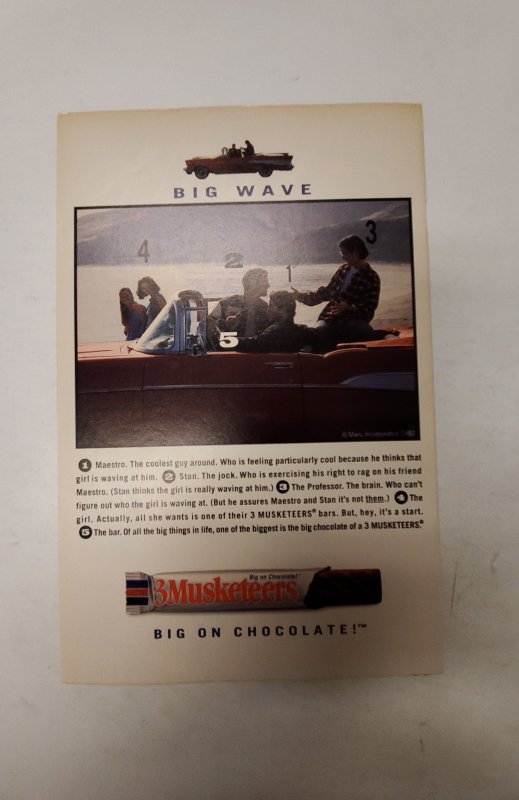 BIG WAVE
4
2
1
3
5
© Mars, Incorporated 1992
1 Maestro. The coolest guy around. Who is feeling particularly cool because he thinks that
girl is waving at him. 2 Stan. The jock. Who is exercising his right to rag on his friend
Maestro. (Stan thinks the girl is really waving at him.) 3 The Professor. The brain. Who can't
figure out who the girl is waving at. (But he assures Maestro and Stan it's not them.) 4 The
girl. Actually, all she wants is one of their 3 MUSKETEERS® bars. But, hey, it's a start.
5 The bar. Of all the big things in life, one of the biggest is the big chocolate of a 3 MUSKETEERS.®
Big on Chocolate!™
3Musketeers
BIG ON CHOCOLATE!™